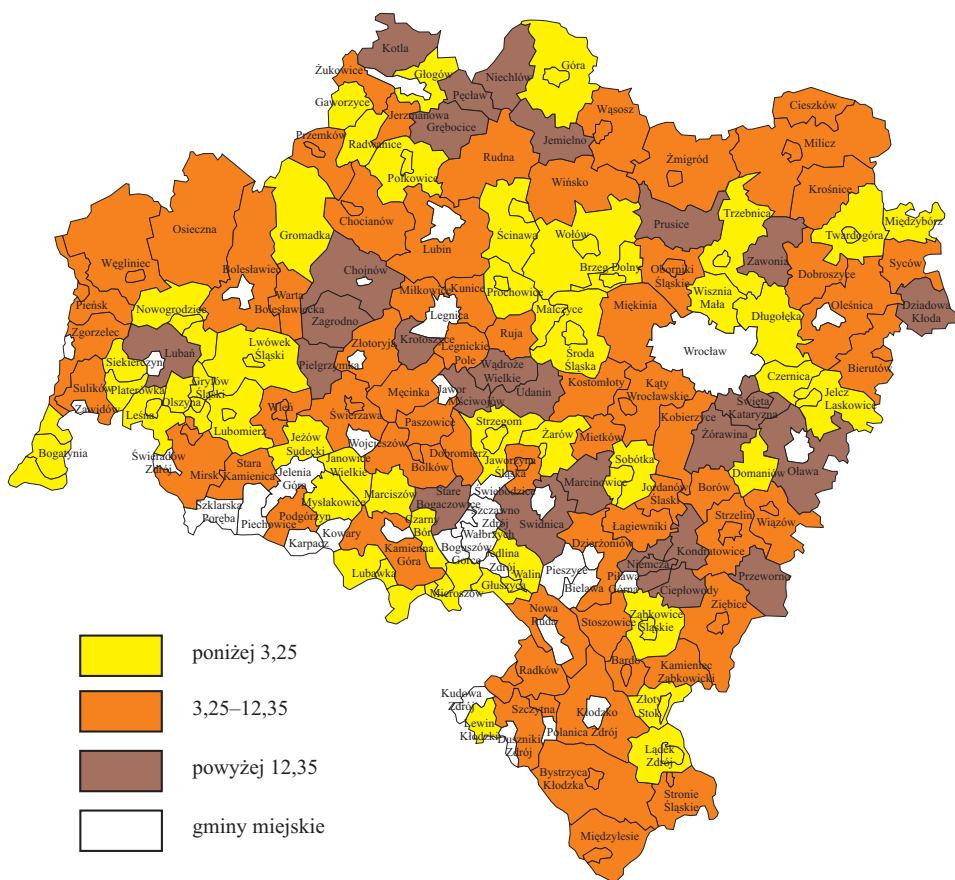 Kotla
Żukowice
Głogów
Niechlów
Góra
Gaworzyce
Pęcław
Jerzmanowa
Grębocice
Wąsosz
Cieszków
Przemków
Radwanice
Jemielno
Milicz
Polkowice
Rudna
Żmigród
Wińsko
Krośnice
Chocianów
Osieczna
Gromadka
Ścinawa
Wołów
Prusice
Trzebnica
Międzybórz
Twardogóra
Lubin
Węgliniec
Bolesławiec
Chojnów
Brzeg Dolny
Oborniki
Śląskie
Zawonia
Dobroszyce
Syców
Pieńsk
Nowogrodziec
Warta
Bolesławiecka
Miłkowice
Kunice
Prochowice
Malczyce
Miękinia
Wisznia
Mała
Długołęka
Oleśnica
Dziadowa
Kłoda
Zgorzelec
Zagrodno
Legnica
Lubań
Lwówek
Śląski
Złotoryja
Krotoszyce
Legnickie
Pole
Ruja
Środa
Śląska
Wrocław
Siekierczyn
Pielgrzymka
Bierutów
Sulików
Platerówka
Gryfów
Śląski
Wądroże
Wielkie
Kostomłoty
Kąty
Wrocławskie
Czernica
Jelcz
Laskowice
Zawidów
Leśna
Olszyna
Wleń
Świerzawa
Męcinka
Jawor
Mściwojów
Udanin
Święta
Kataryzna
Lubomierz
Paszowice
Strzegom
Kobierzyce
Bogatynia
Świeradów
Zdrój
Jeżów
Sudecki
Wojcieszów
Dobromierz
Żarów
Mietków
Żórawina
Oława
Mirsk
Stara
Kamienica
Janowice
Wielkie
Bolków
Jaworzyna
Śląska
Sobótka
Domaniów
Jelenia
Góra
Marciszów
Świebodzice
Marcinowice
Jordanów
Śląski
Borów
Szklarska
Poręba
Piechowice
Mysłakowice
Podgórzyn
Stare
Bogaczowice
Szczawno
Zdrój
Świdnica
Strzelin
Wiązów
Karpacz
Kowary
Czarny
Bór
Wałbrzych
Łagiewniki
Kamienna
Góra
Boguszów
Gorce
Jedlina
Zdrój
Dzierżoniów
Kondratowice
Lubawka
Walin
Pieszyce
Bielawa
Piława
Górna
Niemcza
Ciepłowody
Przeworno
Mieroszów
Głuszyca
Ziębice
Nowa
Ruda
Stoszowice
Ząbkowice
Śląskie
Radków
Bardo
Kamieniec
Ząbkowicki
Kudowa
Zdrój
Szczytna
Kłodzko
Złoty
Stok
Lewin
Kłodzki
Duszniki
Zdrój
Polanica Zdrój
Lądek
Zdrój
Bystrzyca
Kłodzka
Stronie
Śląskie
Międzylesie
poniżej 3,25
3,25–12,35
powyżej 12,35
gminy miejskie